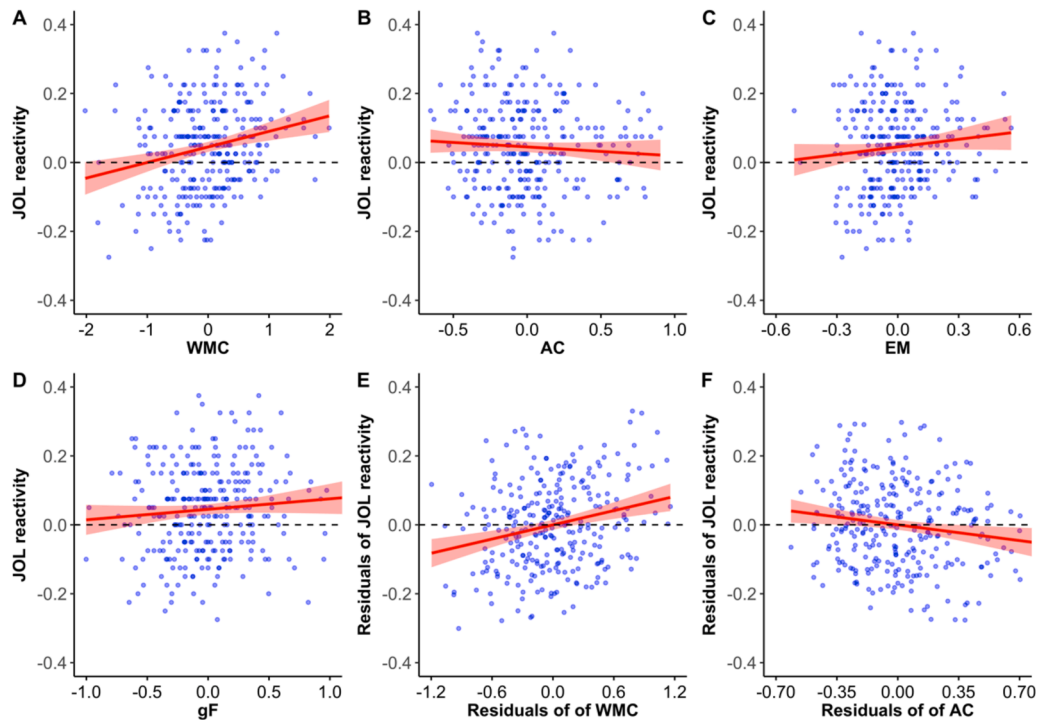 A
JOL reactivity
0.4
0.2
0.0
-0.2
-0.4
-2 -1 0 1 2
WMC
B
JOL reactivity
0.4
0.2
0.0
-0.2
-0.4
-0.5 0.0 0.5 1.0
AC
C
JOL reactivity
0.4
0.2
0.0
-0.2
-0.4
-0.6 -0.3 0.0 0.3 0.6
EM
D
JOL reactivity
0.4
0.2
0.0
-0.2
-0.4
-1.0 -0.5 0.0 0.5 1.0
gF
E
Residuals of JOL reactivity
0.4
0.2
0.0
-0.2
-0.4
-1.2 -0.6 0.0 0.6 1.2
Residuals of of WMC
F
Residuals of JOL reactivity
0.4
0.2
0.0
-0.2
-0.4
-0.70 -0.35 0.00 0.35 0.70
Residuals of of AC